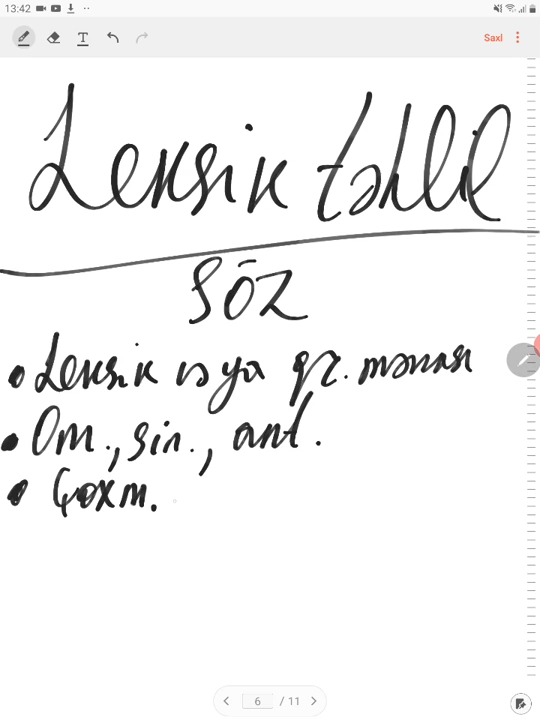 13:42
T Saxl
Leksik təhlil
Söz
• Leksik və ya qr. mənası
• Om., sin., ant.
• Çoxm.
6 / 11